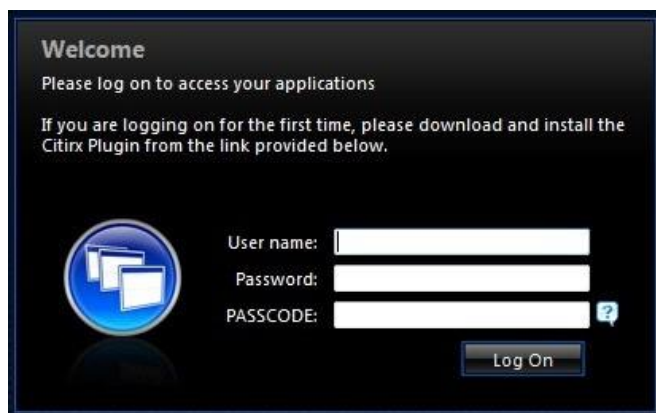 Welcome
Please log on to access your applications
If you are logging on for the first time, please download and install the
Citirx Plugin from the link provided below.
User name:
Password:
PASSCODE:
?
Log On